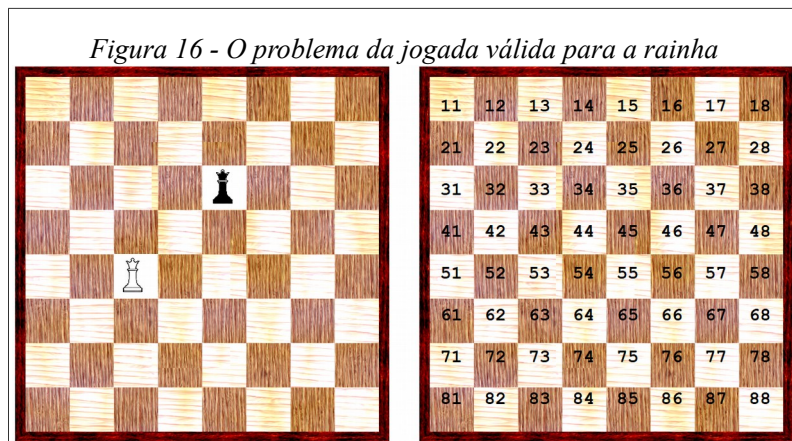 Figura 16 - O problema da jogada válida para a rainha
11 12 13 14 15 16 17 18
21 22 23 24 25 26 27 28
31 32 33 34 35 36 37 38
41 42 43 44 45 46 47 48
51 52 53 54 55 56 57 58
61 62 63 64 65 66 67 68
71 72 73 74 75 76 77 78
81 82 83 84 85 86 87 88